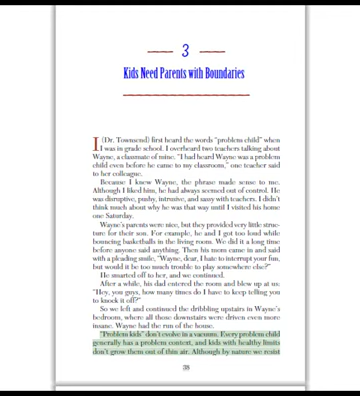 3
Kids Need Parents with Boundaries
I (Dr. Townsend) first heard the words "problem child" when
I was in grade school. I overheard two teachers talking about
Wayne, a classmate of mine. "I had heard Wayne was a problem
child even before he came to my classroom," one teacher said
to her colleague.
Because I knew Wayne, the phrase made sense to me.
Although I liked him, he had always seemed out of control. He
was disruptive, pushy, intrusive, and sassy with teachers. I didn't
think much about why he was that way until I visited his home
one Saturday.
Wayne's parents were nice, but they provided very little struc-
ture for their son. For example, he and I got too loud while
bouncing basketballs in the living room. We did it a long time
before anyone said anything. Then his mom came in and said
with a pleading smile, "Wayne, dear, I hate to interrupt your fun,
but would it be too much trouble to play somewhere else?"
He smarted off to her, and we continued.
After a while, his dad entered the room and blew up at us:
"Hey, you guys, how many times do I have to keep telling you
to knock it off?"
So we left and continued the dribbling upstairs in Wayne's
bedroom, where all those downstairs were driven even more
insane. Wayne had the run of the house.
"Problem kids" don't evolve in a vacuum. Every problem child
generally has a problem context, and kids with healthy limits
don't grow them out of thin air. Although by nature we resist
38